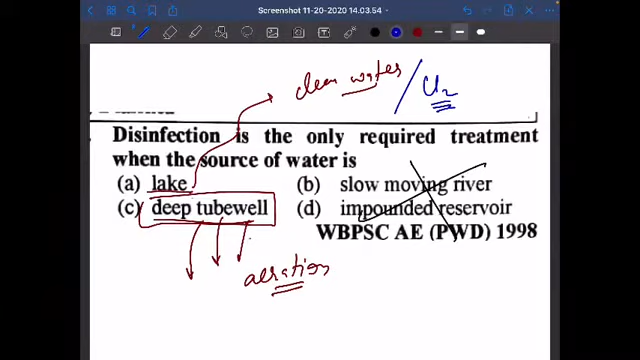 Screenshot 11-20-2020 14.03.54
clean water / Cl2
Disinfection is the only required treatment
when the source of water is
(a) lake (b) slow moving river
(c) deep tubewell (d) impounded reservoir
WBPSC AE (PWD) 1998
aeration